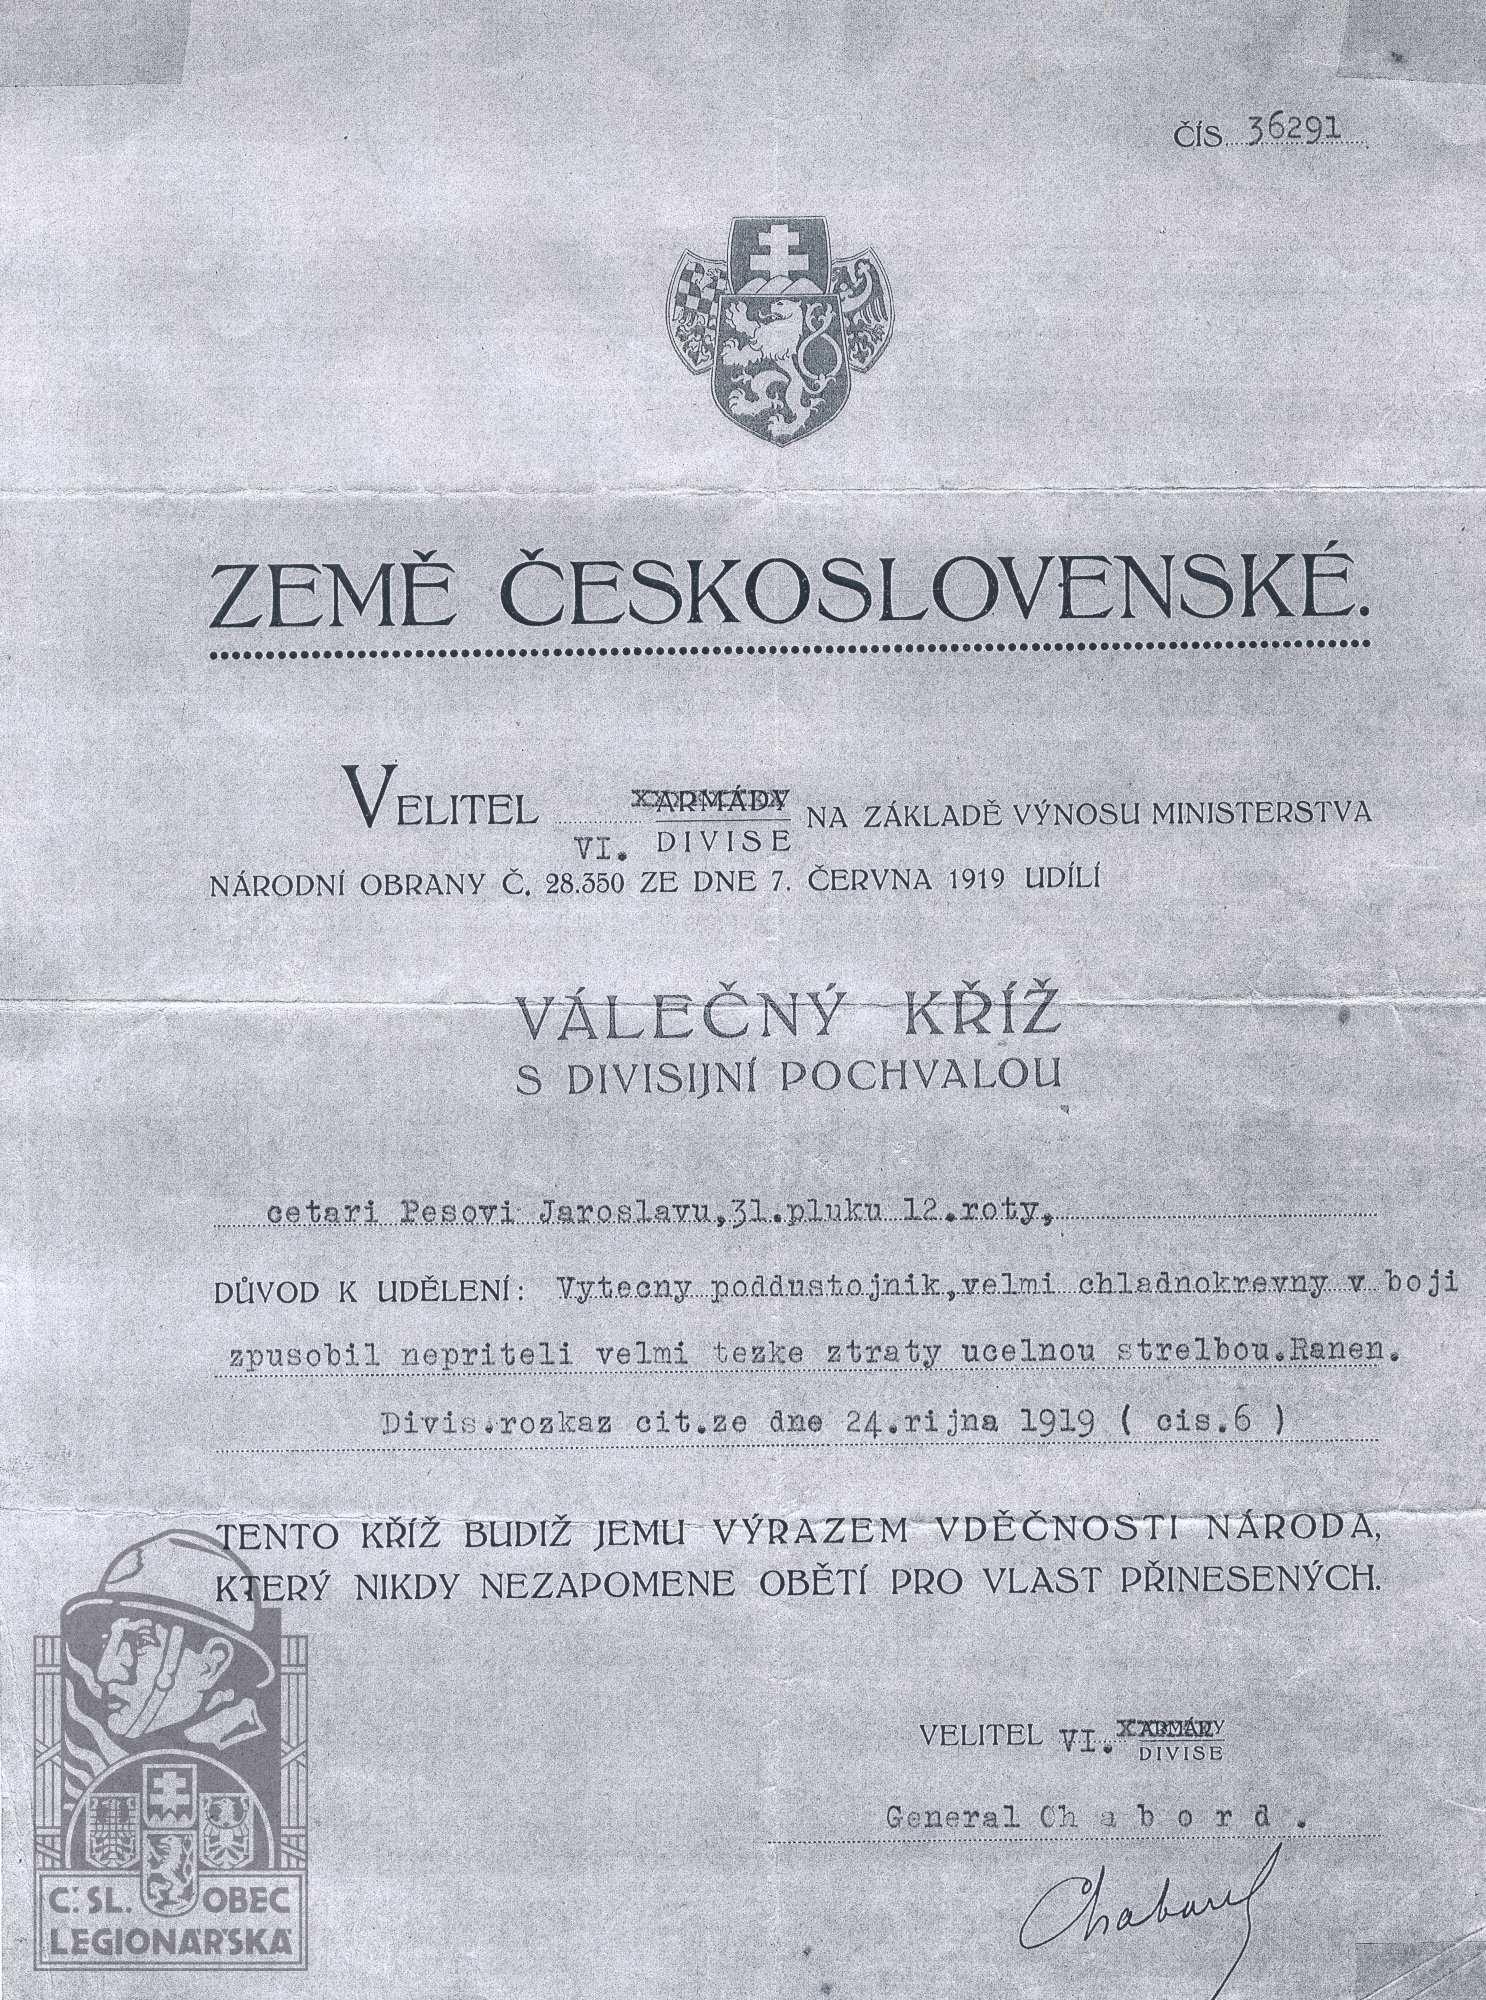 ČÍS. 36291
ZEMĚ ČESKOSLOVENSKÉ.
VELITEL VI. ARMÁDY DIVISE NA ZÁKLADĚ VÝNOSU MINISTERSTVA
NÁRODNÍ OBRANY Č. 28.350 ZE DNE 7. ČERVNA 1919 UDÍLÍ
VÁLEČNÝ KŘÍŽ
S DIVISIJNÍ POCHVALOU
cetari Pesovi Jaroslavu,31.pluku 12.roty,
DŮVOD K UDĚLENÍ: Vytecny poddustojnik,velmi chladnokrevny v boji
zpusobil nepriteli velmi tezke ztraty ucelnou strelbou.Ranen.
Divis.rozkaz cit.ze dne 24.rijna 1919 ( cis.6 )
TENTO KŘÍŽ BUDIŽ JEMU VÝRAZEM VDĚČNOSTI NÁRODA,
KTERÝ NIKDY NEZAPOMENE OBĚTÍ PRO VLAST PŘINESENÝCH.
VELITEL VI. ARMÁDY DIVISE
General Chabord.
Chabord
Č. SL. OBEC
LEGIONÁŘSKÁ